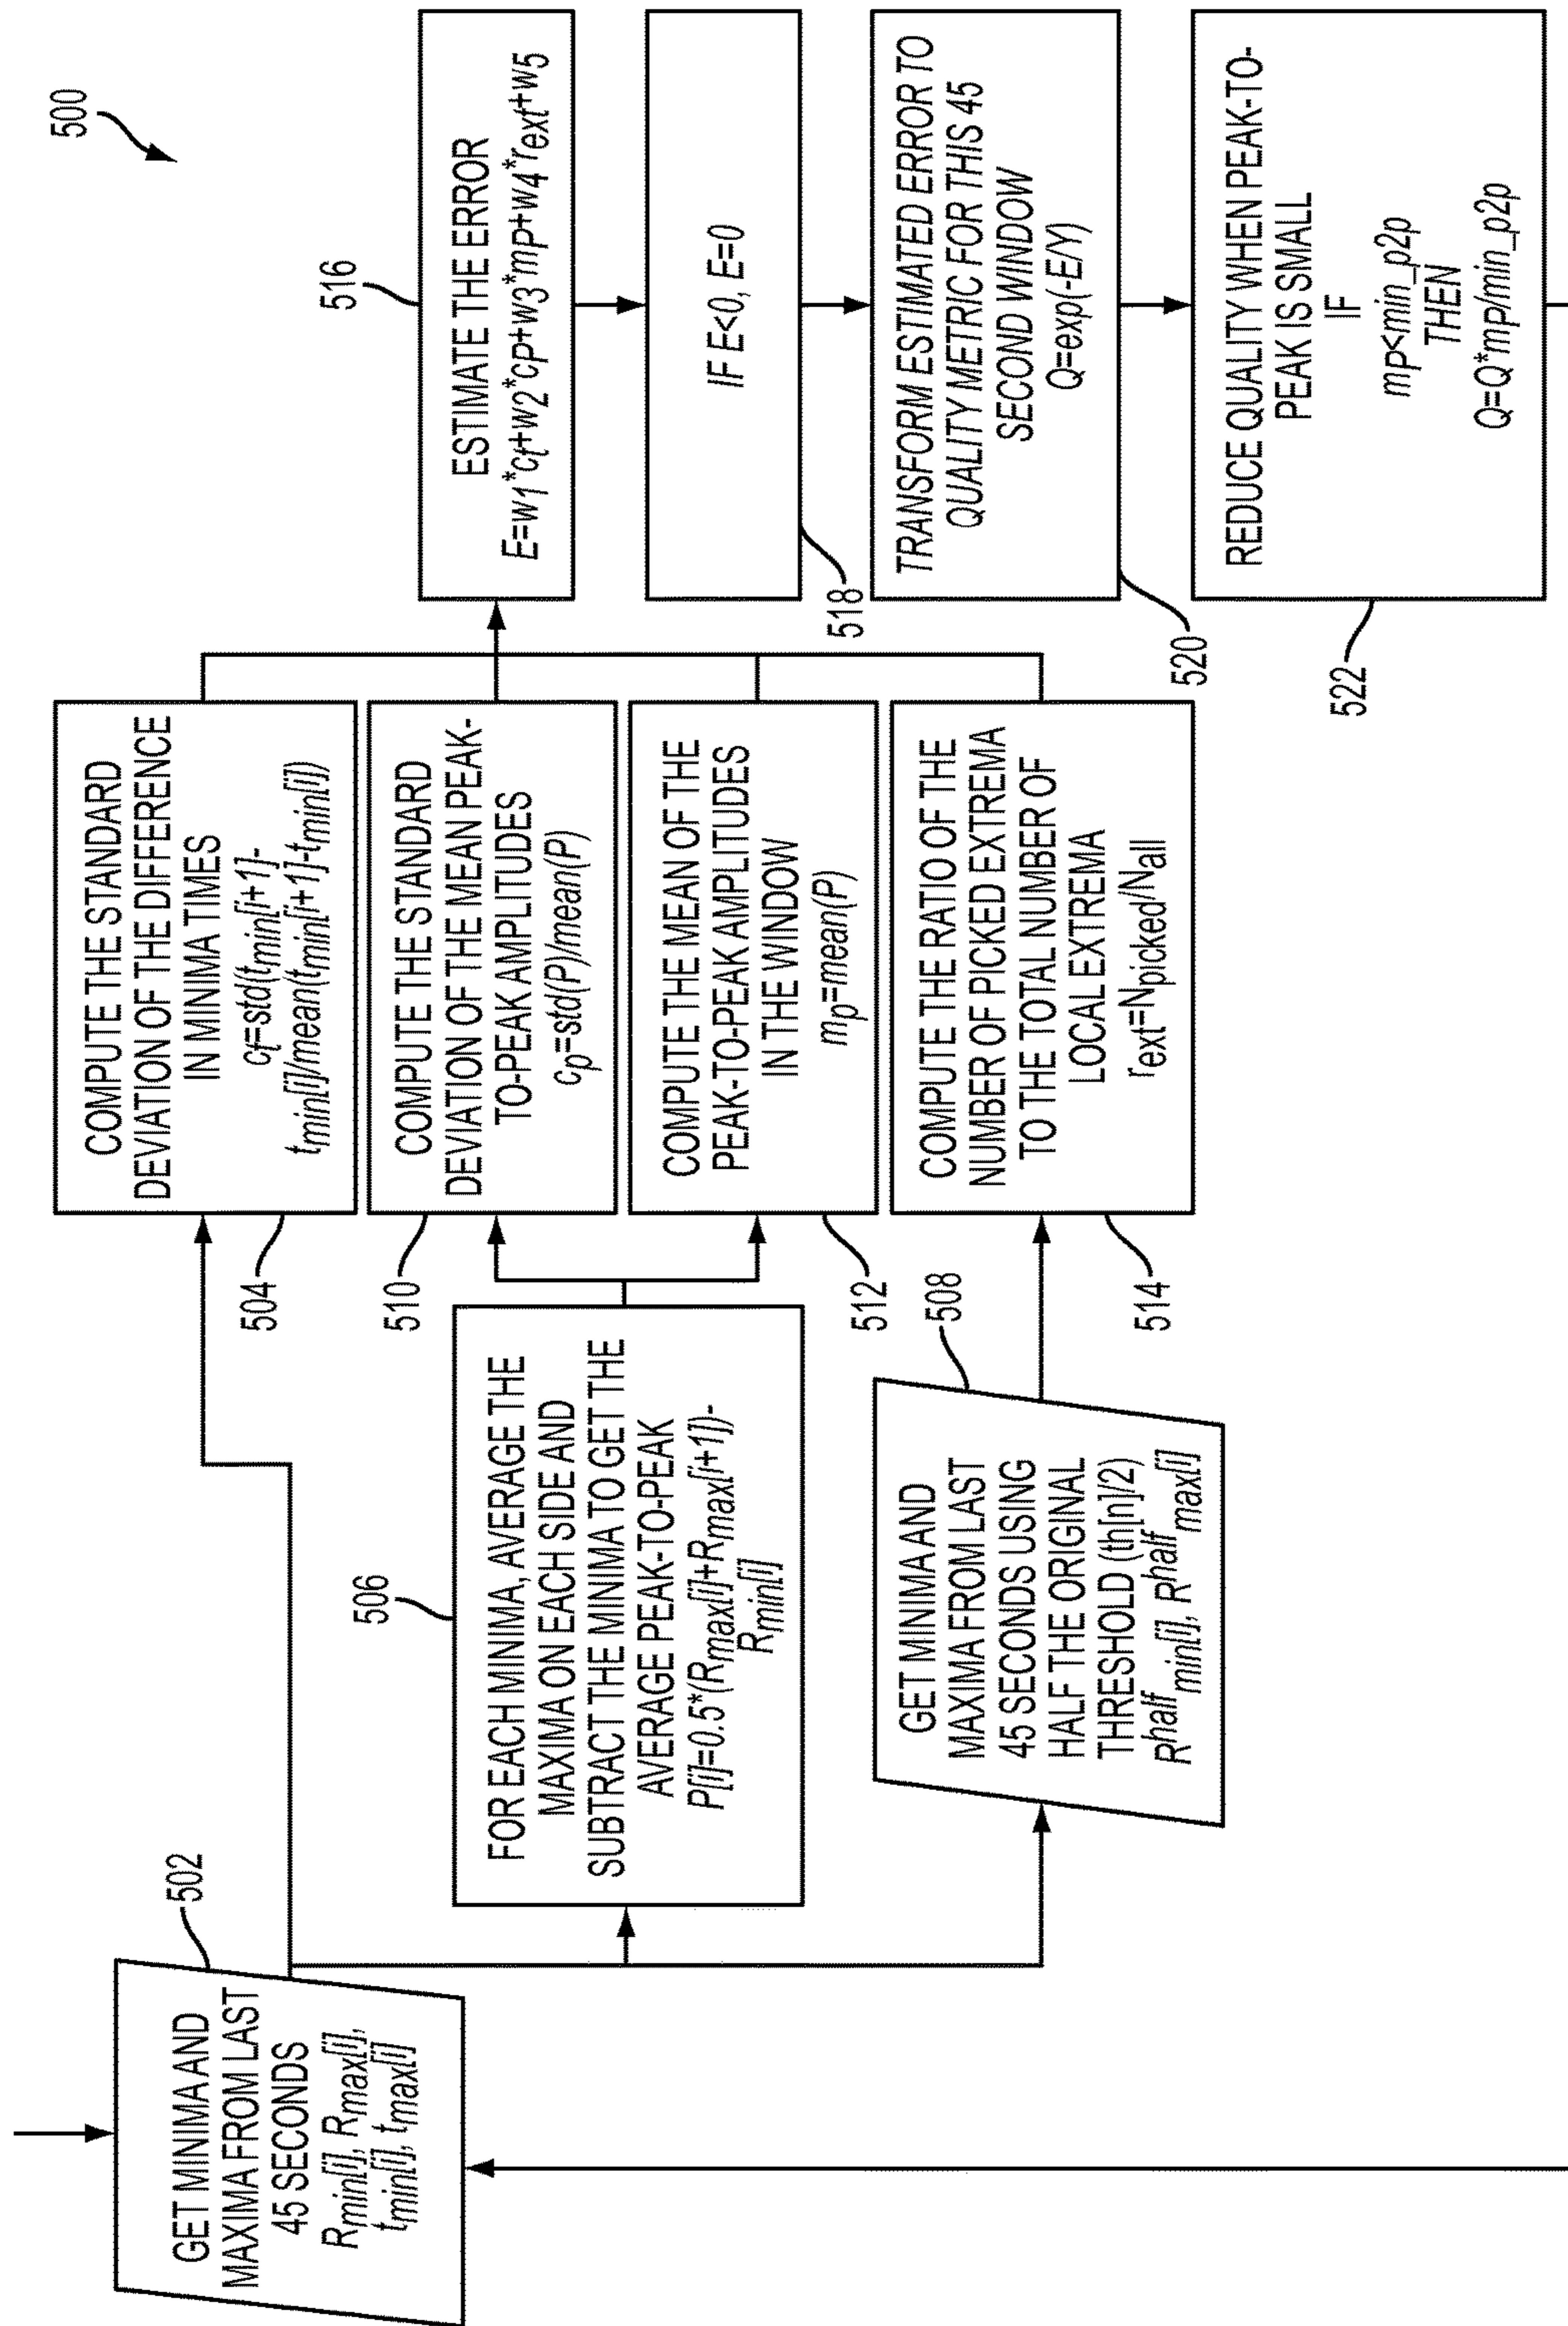 500
502
GET MINIMA AND
MAXIMA FROM LAST
45 SECONDS
Rmin[i], Rmax[i],
tmin[i], tmax[i]
504
COMPUTE THE STANDARD
DEVIATION OF THE DIFFERENCE
IN MINIMA TIMES
ct=std(tmin[i+1]-
tmin[i]/mean(tmin[i+1]-tmin[i])
506
FOR EACH MINIMA, AVERAGE THE
MAXIMA ON EACH SIDE AND
SUBTRACT THE MINIMA TO GET THE
AVERAGE PEAK-TO-PEAK
P[i]=0.5*(Rmax[i]+Rmax[i+1])-
Rmin[i]
508
GET MINIMA AND
MAXIMA FROM LAST
45 SECONDS USING
HALF THE ORIGINAL
THRESHOLD (th[n]/2)
Rhalfmin[i], Rhalfmax[i]
510
COMPUTE THE STANDARD
DEVIATION OF THE MEAN PEAK-
TO-PEAK AMPLITUDES
cp=std(P)/mean(P)
512
COMPUTE THE MEAN OF THE
PEAK-TO-PEAK AMPLITUDES
IN THE WINDOW
mp=mean(P)
514
COMPUTE THE RATIO OF THE
NUMBER OF PICKED EXTREMA
TO THE TOTAL NUMBER OF
LOCAL EXTREMA
rext=Npicked/Nall
516
ESTIMATE THE ERROR
E=w1*ct+w2*cp+w3*mp+w4*rext+w5
518
IF E<0, E=0
520
TRANSFORM ESTIMATED ERROR TO
QUALITY METRIC FOR THIS 45
SECOND WINDOW
Q=exp(-E/Y)
522
REDUCE QUALITY WHEN PEAK-TO-
PEAK IS SMALL
IF
mp<min_p2p
THEN
Q=Q*mp/min_p2p